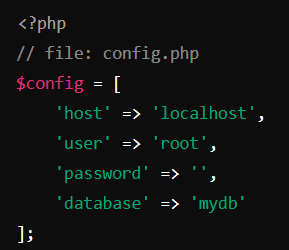 <?php
// file: config.php
$config = [
    'host' => 'localhost',
    'user' => 'root',
    'password' => '',
    'database' => 'mydb'
];